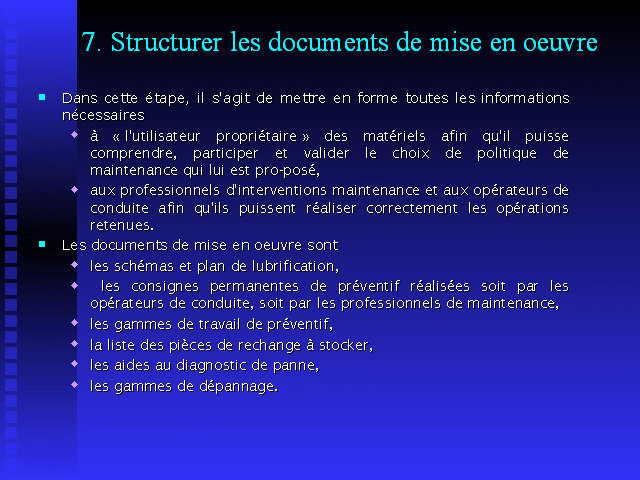 7. Structurer les documents de mise en oeuvre
Dans cette étape, il s'agit de mettre en forme toutes les informations
nécessaires
à « l'utilisateur propriétaire » des matériels afin qu'il puisse
comprendre, participer et valider le choix de politique de
maintenance qui lui est pro-posé,
aux professionnels d'interventions maintenance et aux opérateurs de
conduite afin qu'ils puissent réaliser correctement les opérations
retenues.
Les documents de mise en oeuvre sont
les schémas et plan de lubrification,
les consignes permanentes de préventif réalisées soit par les
opérateurs de conduite, soit par les professionnels de maintenance,
les gammes de travail de préventif,
la liste des pièces de rechange à stocker,
les aides au diagnostic de panne,
les gammes de dépannage.